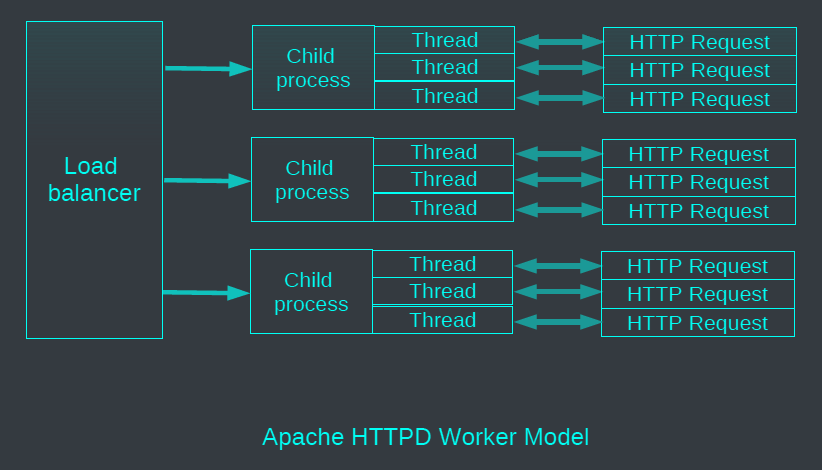 Load
balancer
Child
process
Thread
Thread
Thread
HTTP Request
HTTP Request
HTTP Request
Child
process
Thread
Thread
Thread
HTTP Request
HTTP Request
HTTP Request
Child
process
Thread
Thread
Thread
HTTP Request
HTTP Request
HTTP Request
Apache HTTPD Worker Model